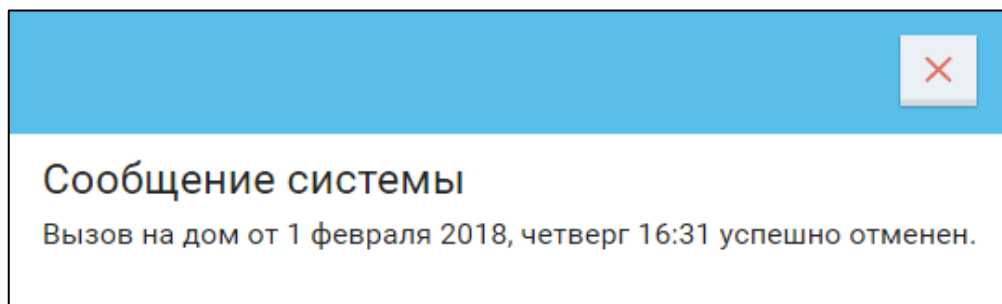 Сообщение системы
Вызов на дом от 1 февраля 2018, четверг 16:31 успешно отменен.